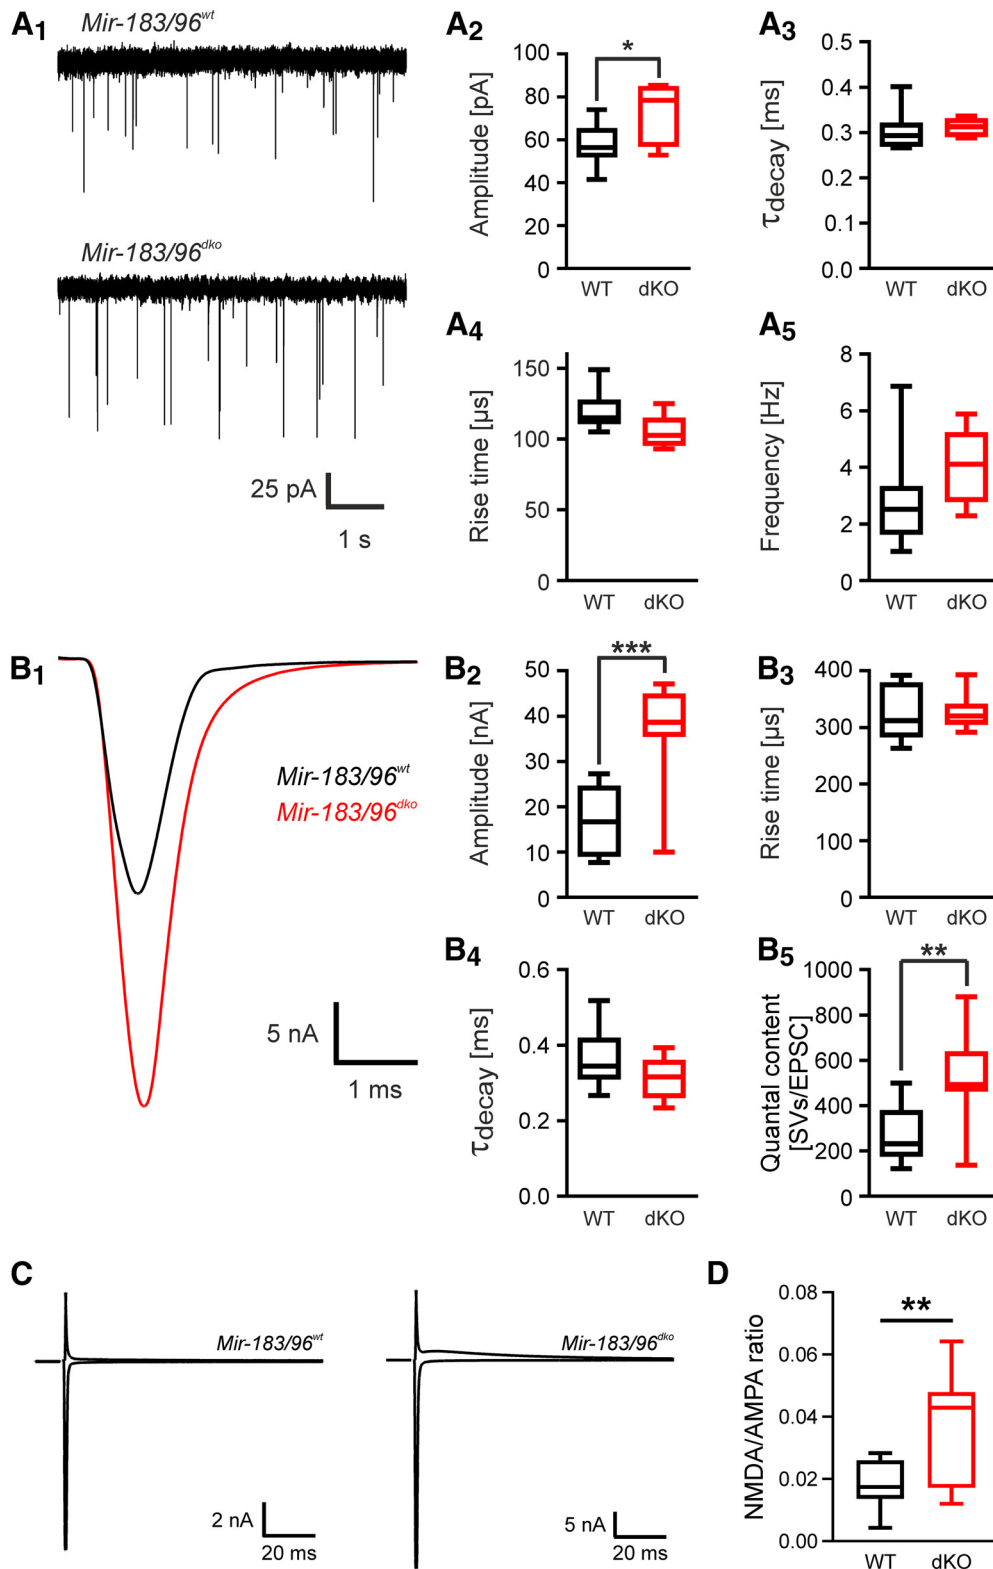 A1
Mir-183/96wt
Mir-183/96dko
25 pA
1 s
A2
*
Amplitude [pA]
100
80
60
40
20
0
WT dKO
A3
τdecay [ms]
0.5
0.4
0.3
0.2
0.1
0.0
WT dKO
A4
Rise time [µs]
150
100
50
0
WT dKO
A5
Frequency [Hz]
8
6
4
2
0
WT dKO
B1
Mir-183/96wt
Mir-183/96dko
5 nA
1 ms
B2
***
Amplitude [nA]
50
40
30
20
10
0
WT dKO
B3
Rise time [µs]
400
300
200
100
0
WT dKO
B4
τdecay [ms]
0.6
0.4
0.2
0.0
WT dKO
B5
**
Quantal content
[SVs/EPSC]
1000
800
600
400
200
0
WT dKO
C
Mir-183/96wt
2 nA
20 ms
Mir-183/96dko
5 nA
20 ms
D
**
NMDA/AMPA ratio
0.08
0.06
0.04
0.02
0.00
WT dKO